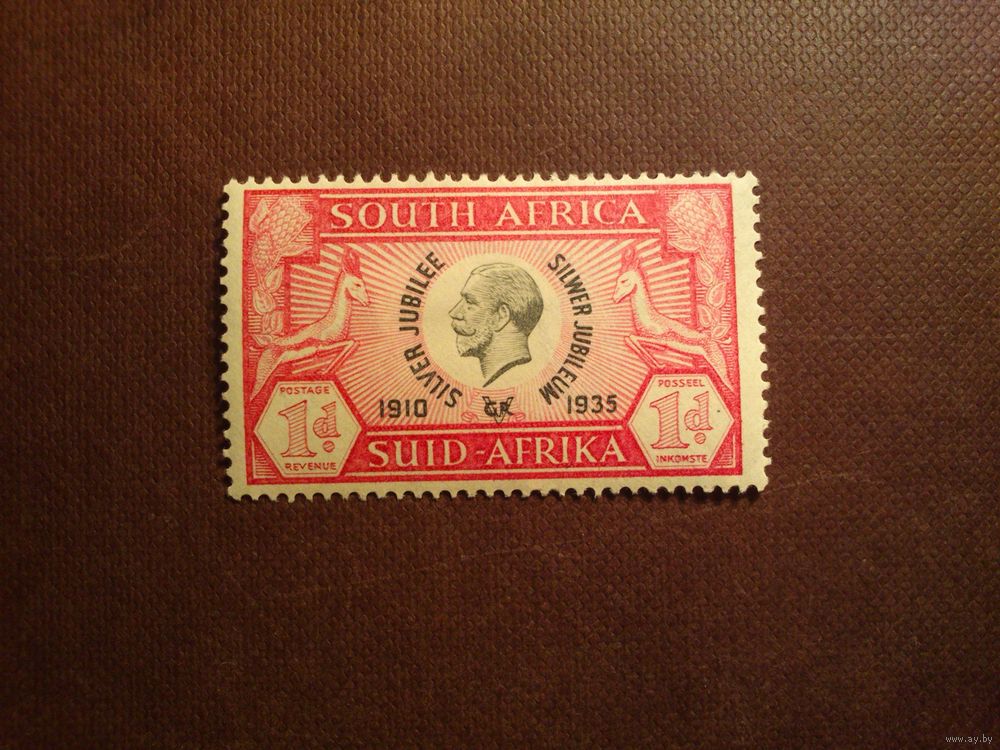 SOUTH AFRICA
SILVER JUBILEE
SILWER JUBILEUM
1910
GR
1935
POSTAGE
1d
REVENUE
POSSEEL
1d
INKOMSTE
SUID-AFRIKA
www.ay.by